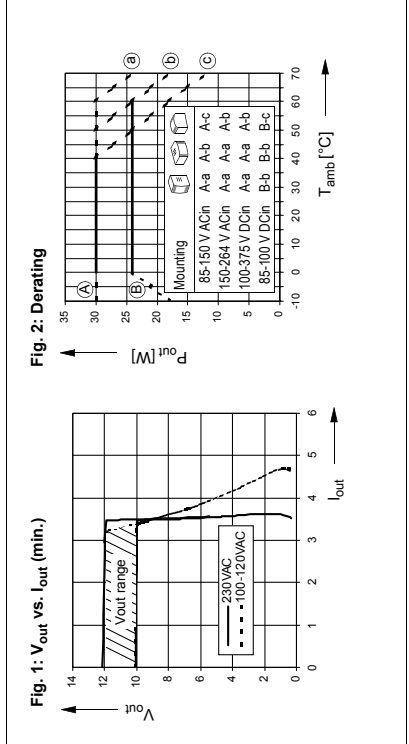 Fig. 1: Vout vs. Iout (min.)
Vout
14
12
10
8
6
4
2
0
Vout range
230VAC
100-120VAC
0 1 2 3 4 5 6
Iout
Fig. 2: Derating
Pout [W]
35
30
25
20
15
10
5
0
A
B
a
b
c
Mounting
85-150 V ACin A-a A-b A-c
150-264 V ACin A-a A-a A-b
100-375 V DCin A-a A-a A-b
85-100 V DCin B-b B-b B-c
-10 0 10 20 30 40 50 60 70
Tamb [°C]